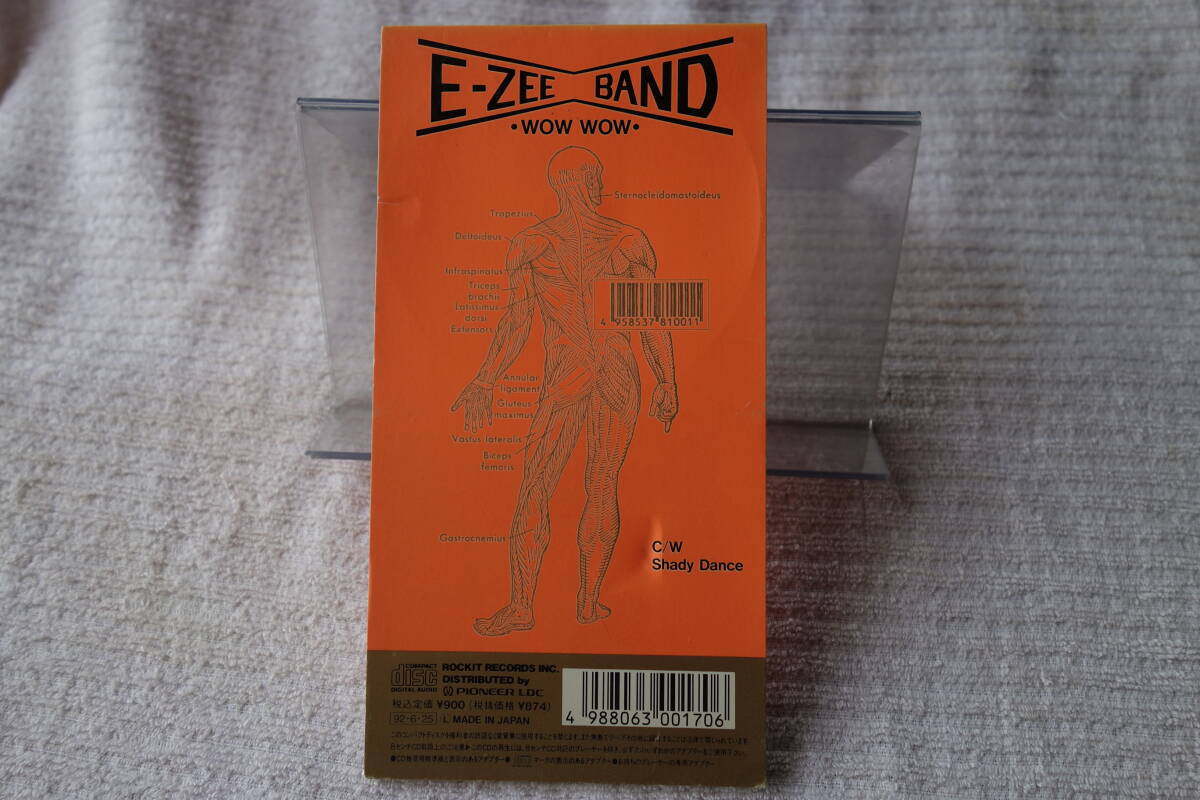 E-ZEE BAND
•WOW WOW•
Sternocleidomastoideus
Trapezius
Deltoideus
Infraspinatus
Triceps
brachii
Latissimus
dorsi
Extensors
4 958537 810011
Annular
ligament
Gluteus
maximus
Vastus lateralis
Biceps
femoris
Gastrocnemius
C/W
Shady Dance
COMPACT
disc
DIGITAL AUDIO
ROCKIT RECORDS INC.
DISTRIBUTED by
PIONEER LDC
税込定価 ¥900 (税抜価格 ¥874)
92・6・25 L MADE IN JAPAN
4 988063 001706